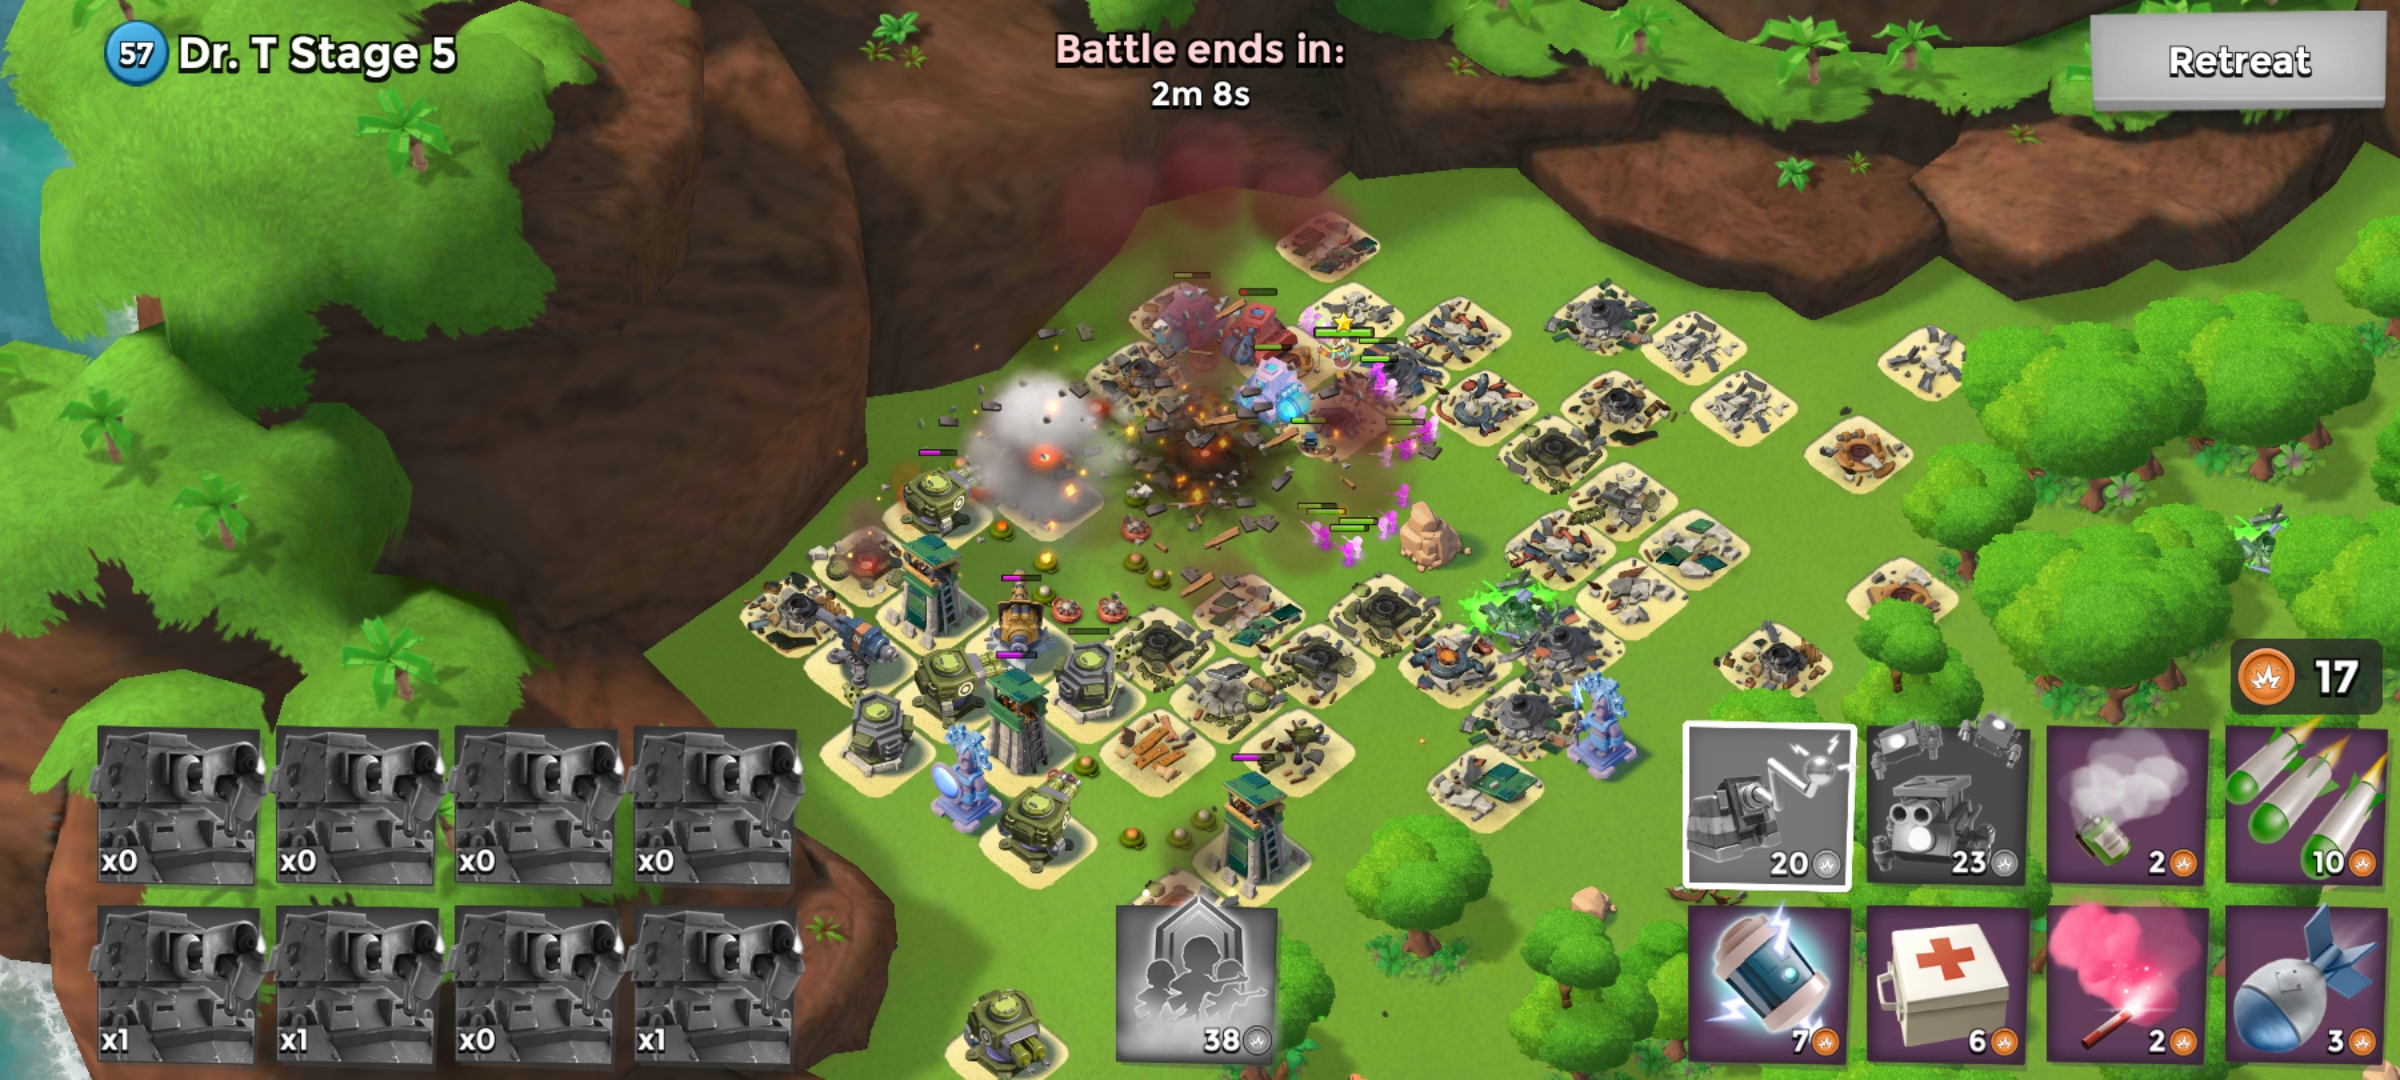 57 Dr. T Stage 5
Battle ends in:
2m 8s
Retreat
17
x0 x0 x0 x0
20 23 2 10
x1 x1 x0 x1
38
7 6 2 3